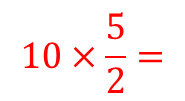 10 × 5/2 =